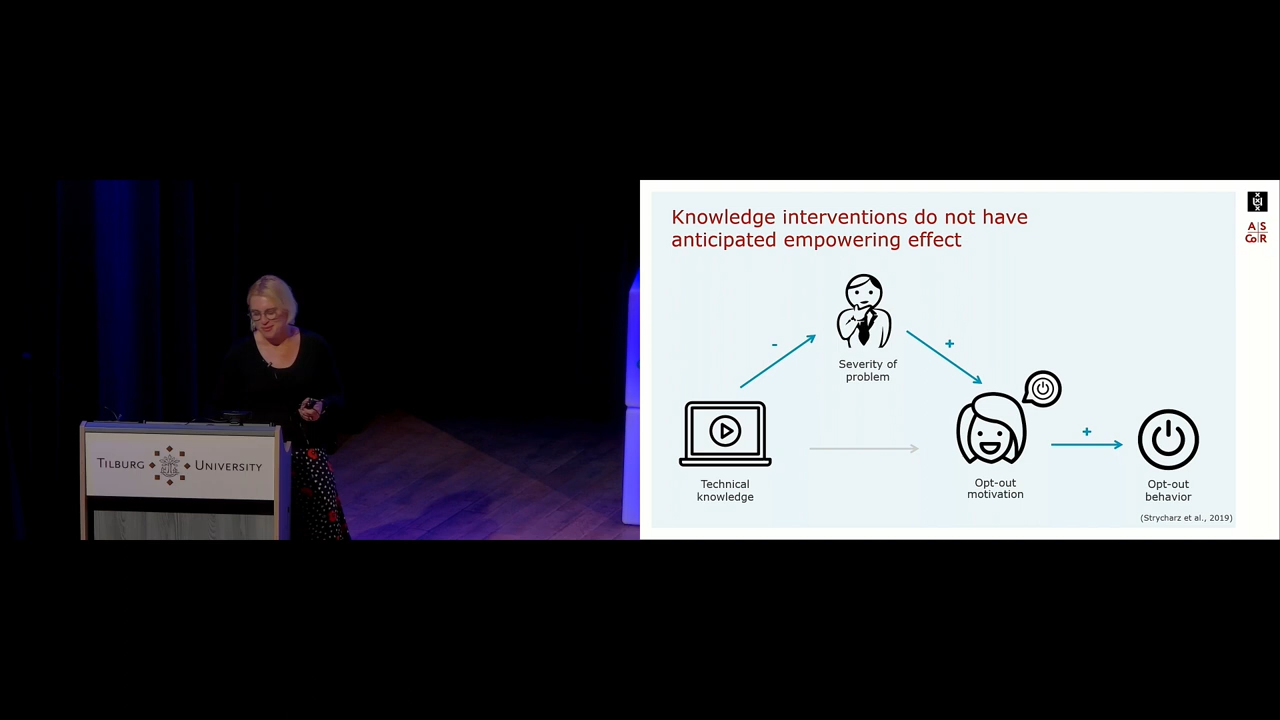 TILBURG UNIVERSITY
Knowledge interventions do not have
anticipated empowering effect
-
+
Severity of
problem
+
Technical
knowledge
Opt-out
motivation
Opt-out
behavior
(Strycharz et al., 2019)
A|S
Co|R